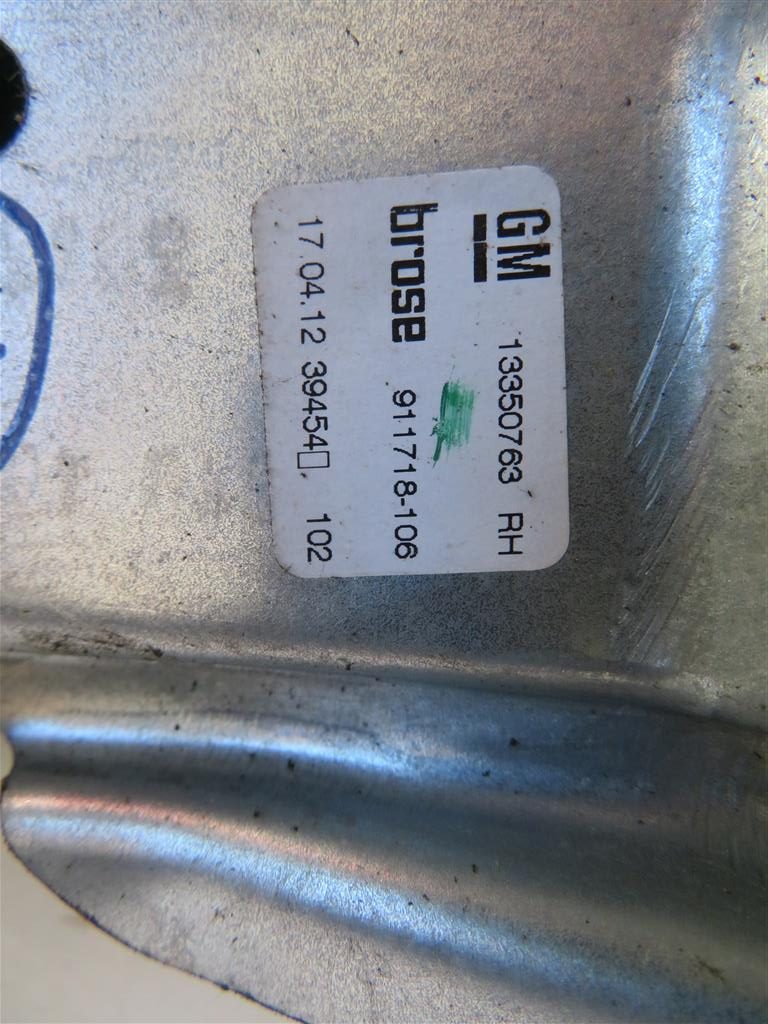 GM 13350763 RH
brose 911718-106
17.04.12 39454□ 102